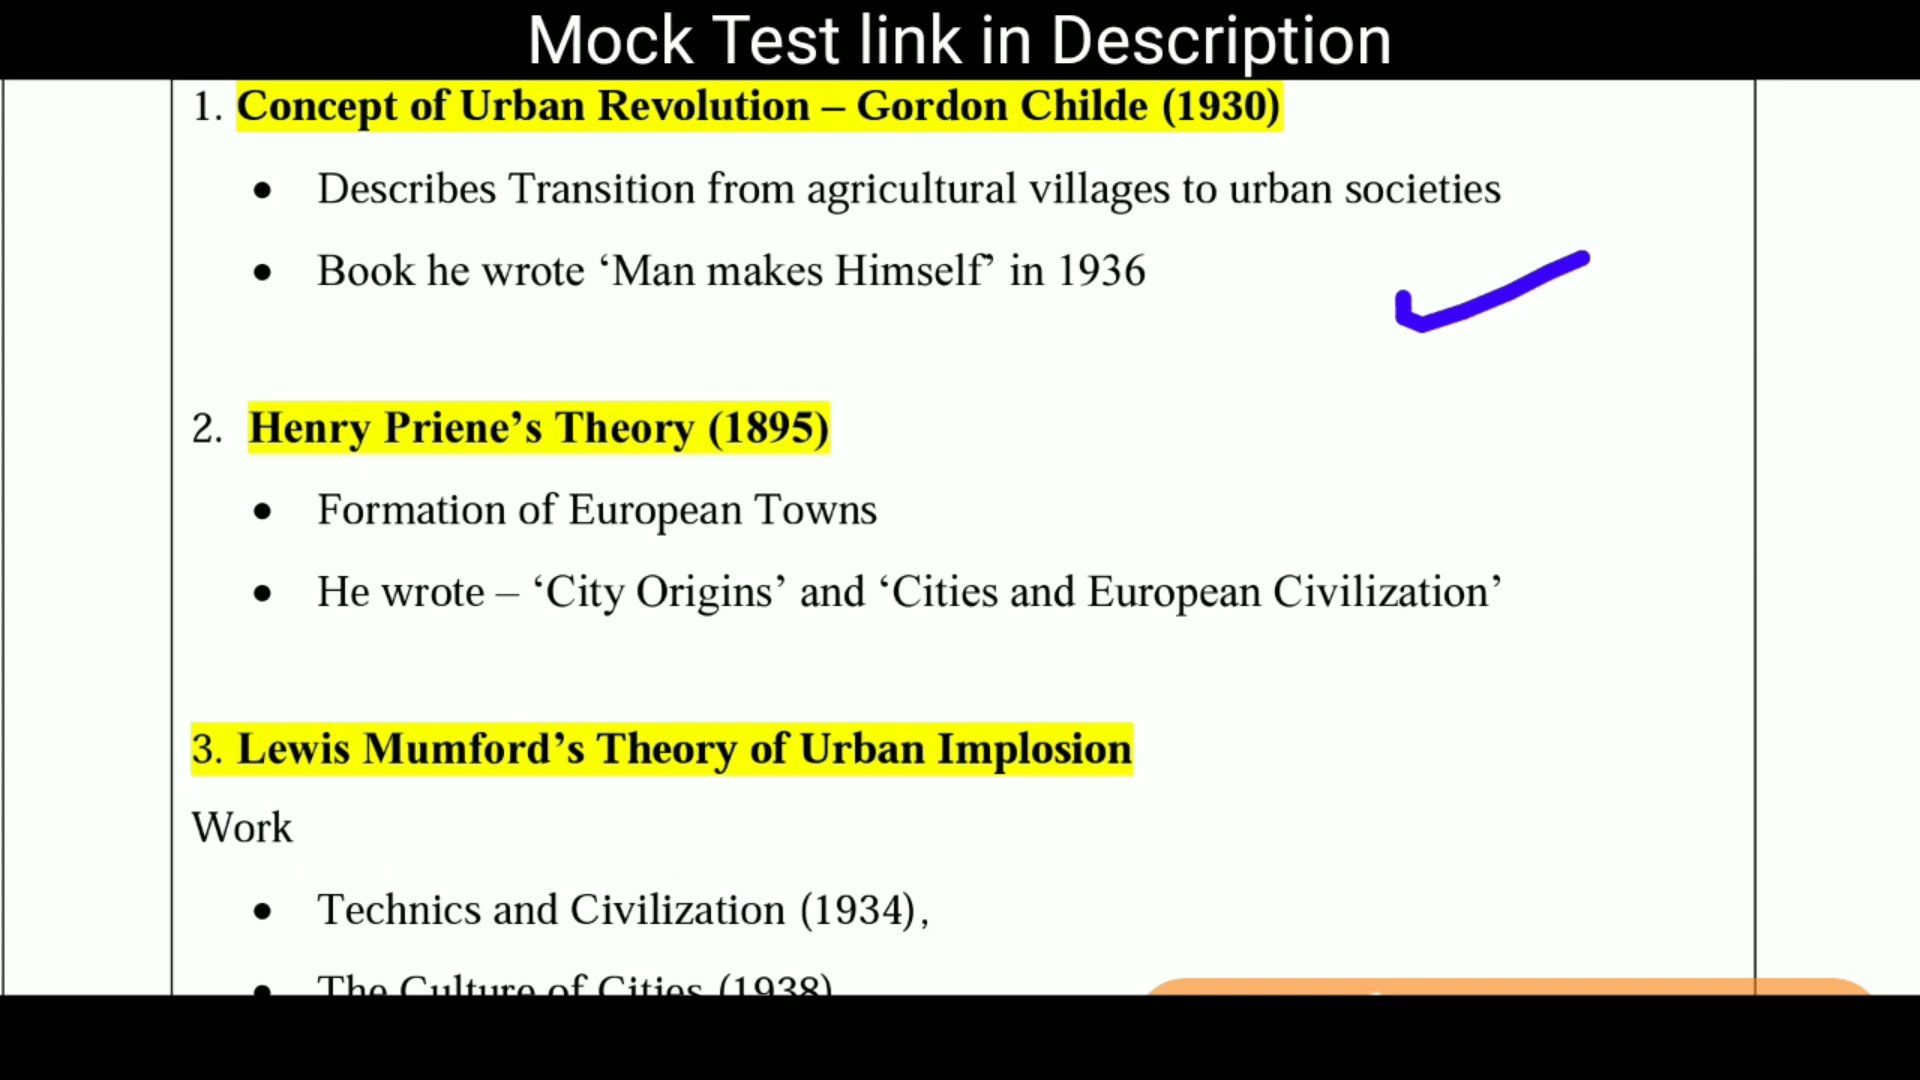 Mock Test link in Description
1. Concept of Urban Revolution – Gordon Childe (1930)
● Describes Transition from agricultural villages to urban societies
● Book he wrote ‘Man makes Himself’ in 1936
2. Henry Priene’s Theory (1895)
● Formation of European Towns
● He wrote – ‘City Origins’ and ‘Cities and European Civilization’
3. Lewis Mumford’s Theory of Urban Implosion
Work
● Technics and Civilization (1934),
● The Culture of Cities (1938)